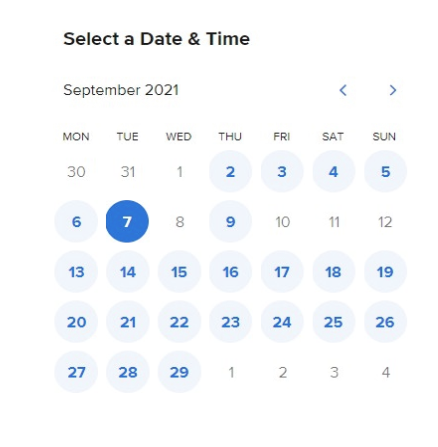 Select a Date & Time
September 2021
MON TUE WED THU FRI SAT SUN
30 31 1 2 3 4 5
6 7 8 9 10 11 12
13 14 15 16 17 18 19
20 21 22 23 24 25 26
27 28 29 1 2 3 4